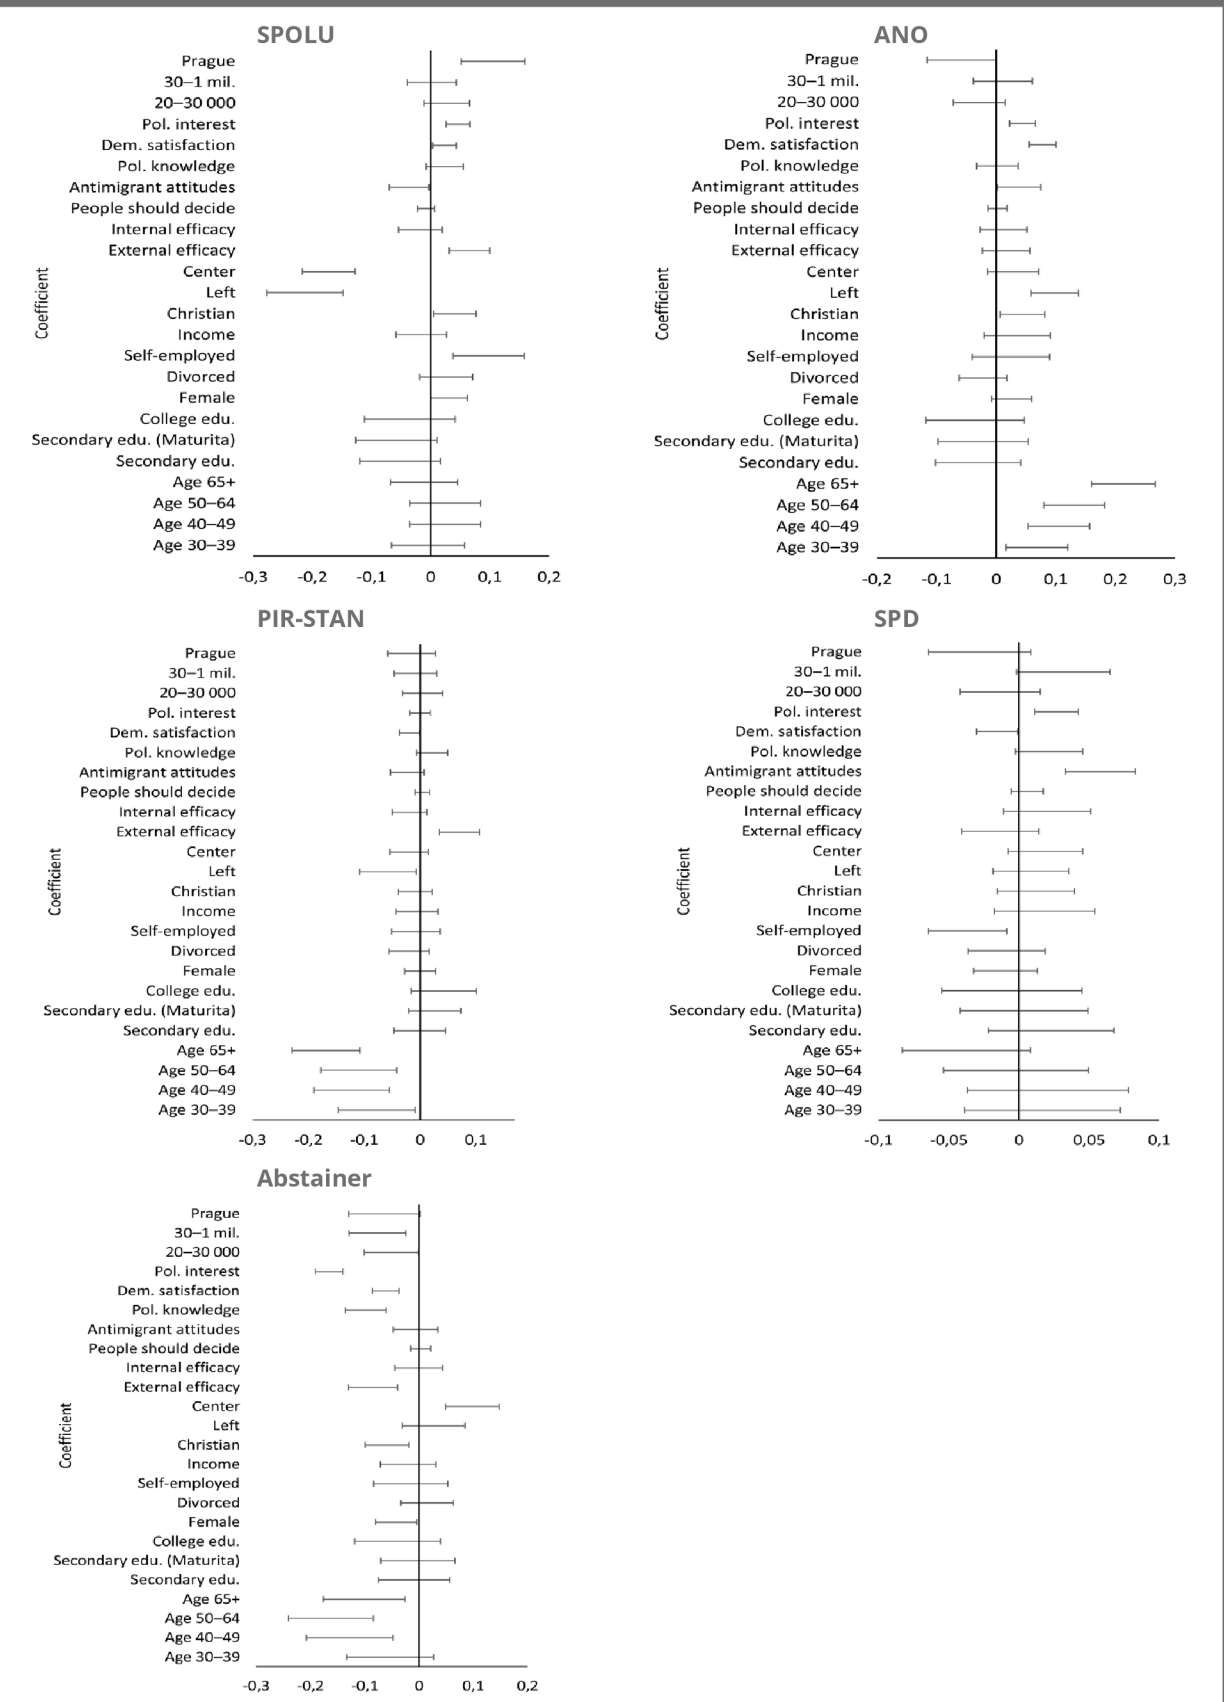 SPOLU
Prague
30–1 mil.
20–30 000
Pol. interest
Dem. satisfaction
Pol. knowledge
Antimigrant attitudes
People should decide
Internal efficacy
External efficacy
Center
Left
Christian
Income
Self-employed
Divorced
Female
College edu.
Secondary edu. (Maturita)
Secondary edu.
Age 65+
Age 50–64
Age 40–49
Age 30–39
Coefficient
-0,3 -0,2 -0,1 0 0,1 0,2
ANO
Prague
30–1 mil.
20–30 000
Pol. interest
Dem. satisfaction
Pol. knowledge
Antimigrant attitudes
People should decide
Internal efficacy
External efficacy
Center
Left
Christian
Income
Self-employed
Divorced
Female
College edu.
Secondary edu. (Maturita)
Secondary edu.
Age 65+
Age 50–64
Age 40–49
Age 30–39
Coefficient
-0,2 -0,1 0 0,1 0,2 0,3
PIR-STAN
Prague
30–1 mil.
20–30 000
Pol. interest
Dem. satisfaction
Pol. knowledge
Antimigrant attitudes
People should decide
Internal efficacy
External efficacy
Center
Left
Christian
Income
Self-employed
Divorced
Female
College edu.
Secondary edu. (Maturita)
Secondary edu.
Age 65+
Age 50–64
Age 40–49
Age 30–39
Coefficient
-0,3 -0,2 -0,1 0 0,1
SPD
Prague
30–1 mil.
20–30 000
Pol. interest
Dem. satisfaction
Pol. knowledge
Antimigrant attitudes
People should decide
Internal efficacy
External efficacy
Center
Left
Christian
Income
Self-employed
Divorced
Female
College edu.
Secondary edu. (Maturita)
Secondary edu.
Age 65+
Age 50–64
Age 40–49
Age 30–39
Coefficient
-0,1 -0,05 0 0,05 0,1
Abstainer
Prague
30–1 mil.
20–30 000
Pol. interest
Dem. satisfaction
Pol. knowledge
Antimigrant attitudes
People should decide
Internal efficacy
External efficacy
Center
Left
Christian
Income
Self-employed
Divorced
Female
College edu.
Secondary edu. (Maturita)
Secondary edu.
Age 65+
Age 50–64
Age 40–49
Age 30–39
Coefficient
-0,3 -0,2 -0,1 0 0,1 0,2